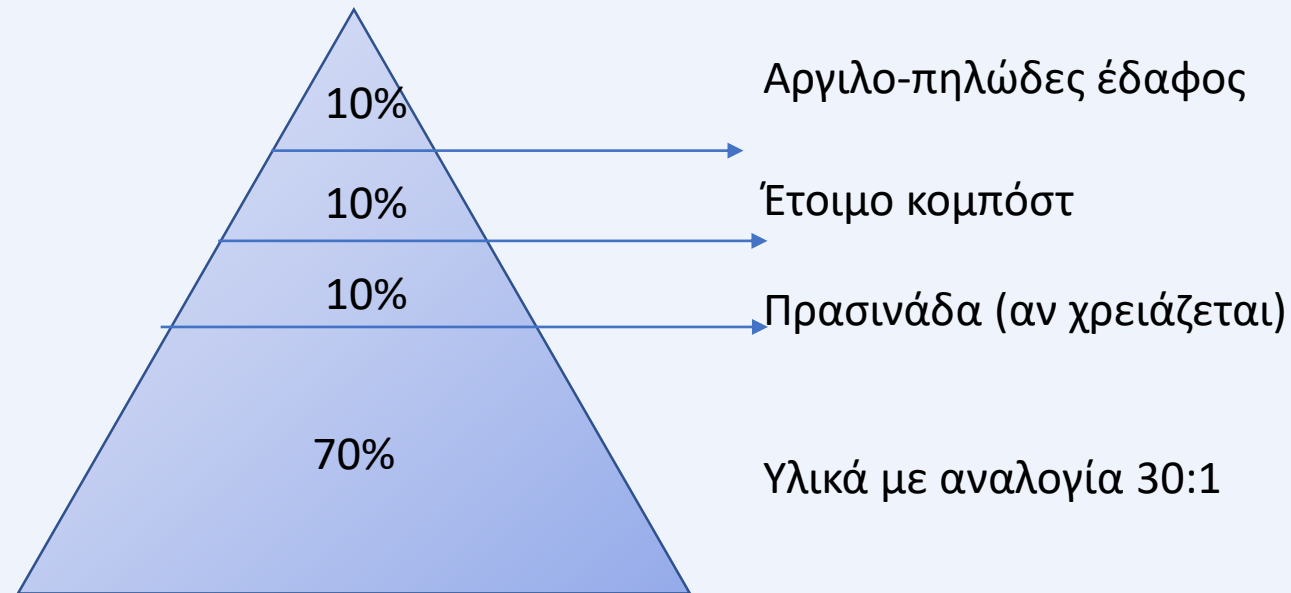 10%
Αργιλο-πηλώδες έδαφος
10%
Έτοιμο κομπόστ
10%
Πρασινάδα (αν χρειάζεται)
70%
Υλικά με αναλογία 30:1